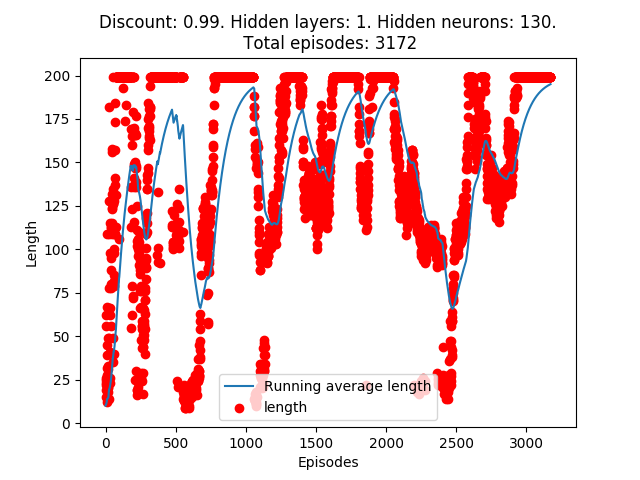 Discount: 0.99. Hidden layers: 1. Hidden neurons: 130.
Total episodes: 3172
200
175
150
125
100
75
50
25
0
Length
0
500
1000
1500
2000
2500
3000
Episodes
Running average length
length